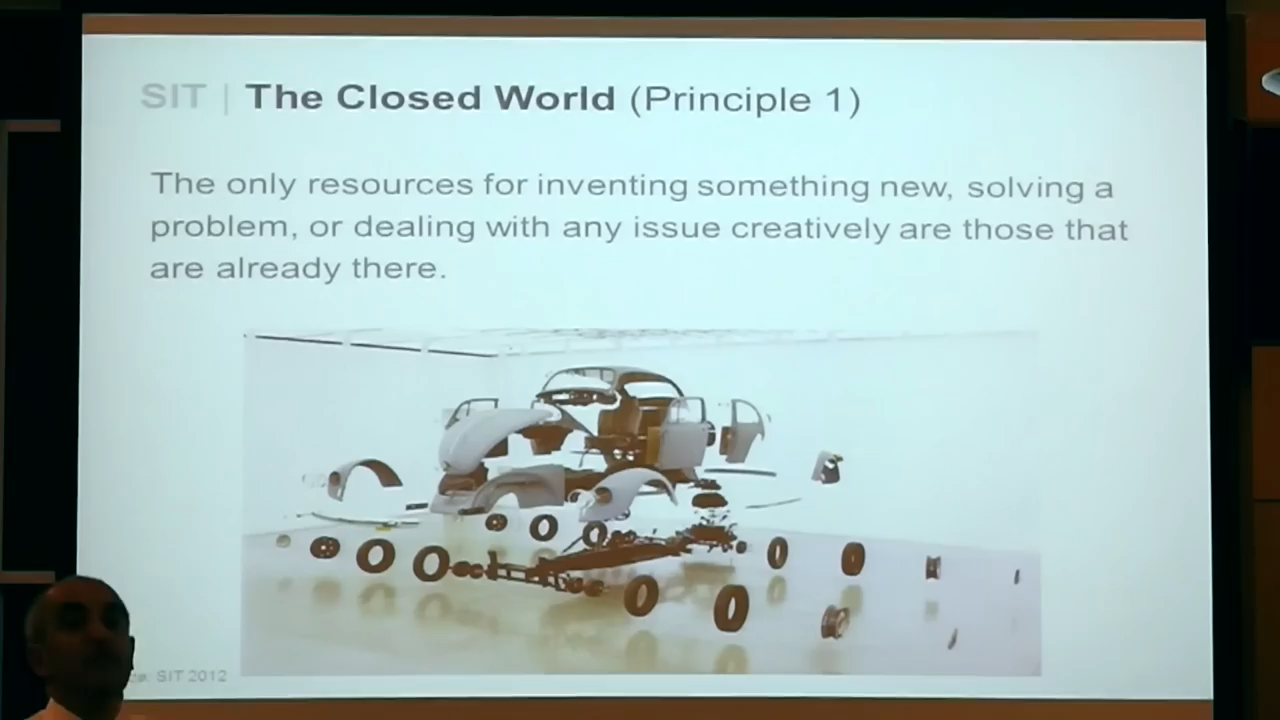 SIT | The Closed World (Principle 1)
The only resources for inventing something new, solving a
problem, or dealing with any issue creatively are those that
are already there.
SIT 2012